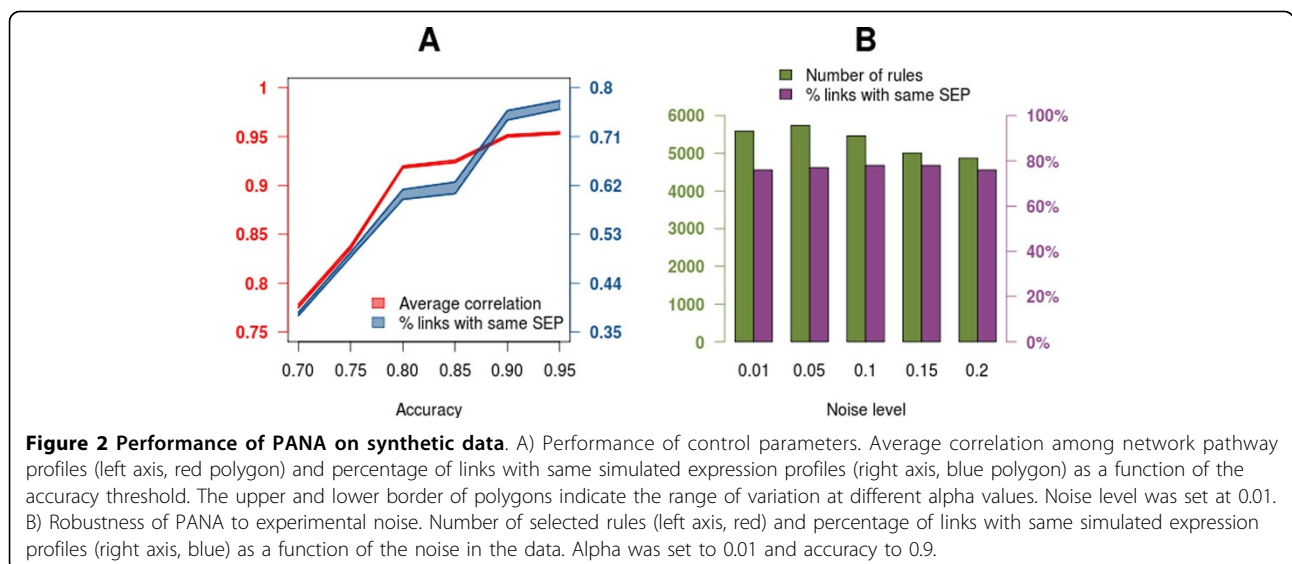 A
1
0.95
0.9
0.85
0.8
0.75
0.8
0.71
0.62
0.53
0.44
0.35
Average correlation
% links with same SEP
0.70 0.75 0.80 0.85 0.90 0.95
Accuracy
B
Number of rules
% links with same SEP
6000
5000
4000
3000
2000
1000
0
100%
80%
60%
40%
20%
0%
0.01 0.05 0.1 0.15 0.2
Noise level
Figure 2 Performance of PANA on synthetic data. A) Performance of control parameters. Average correlation among network pathway
profiles (left axis, red polygon) and percentage of links with same simulated expression profiles (right axis, blue polygon) as a function of the
accuracy threshold. The upper and lower border of polygons indicate the range of variation at different alpha values. Noise level was set at 0.01.
B) Robustness of PANA to experimental noise. Number of selected rules (left axis, red) and percentage of links with same simulated expression
profiles (right axis, blue) as a function of the noise in the data. Alpha was set to 0.01 and accuracy to 0.9.